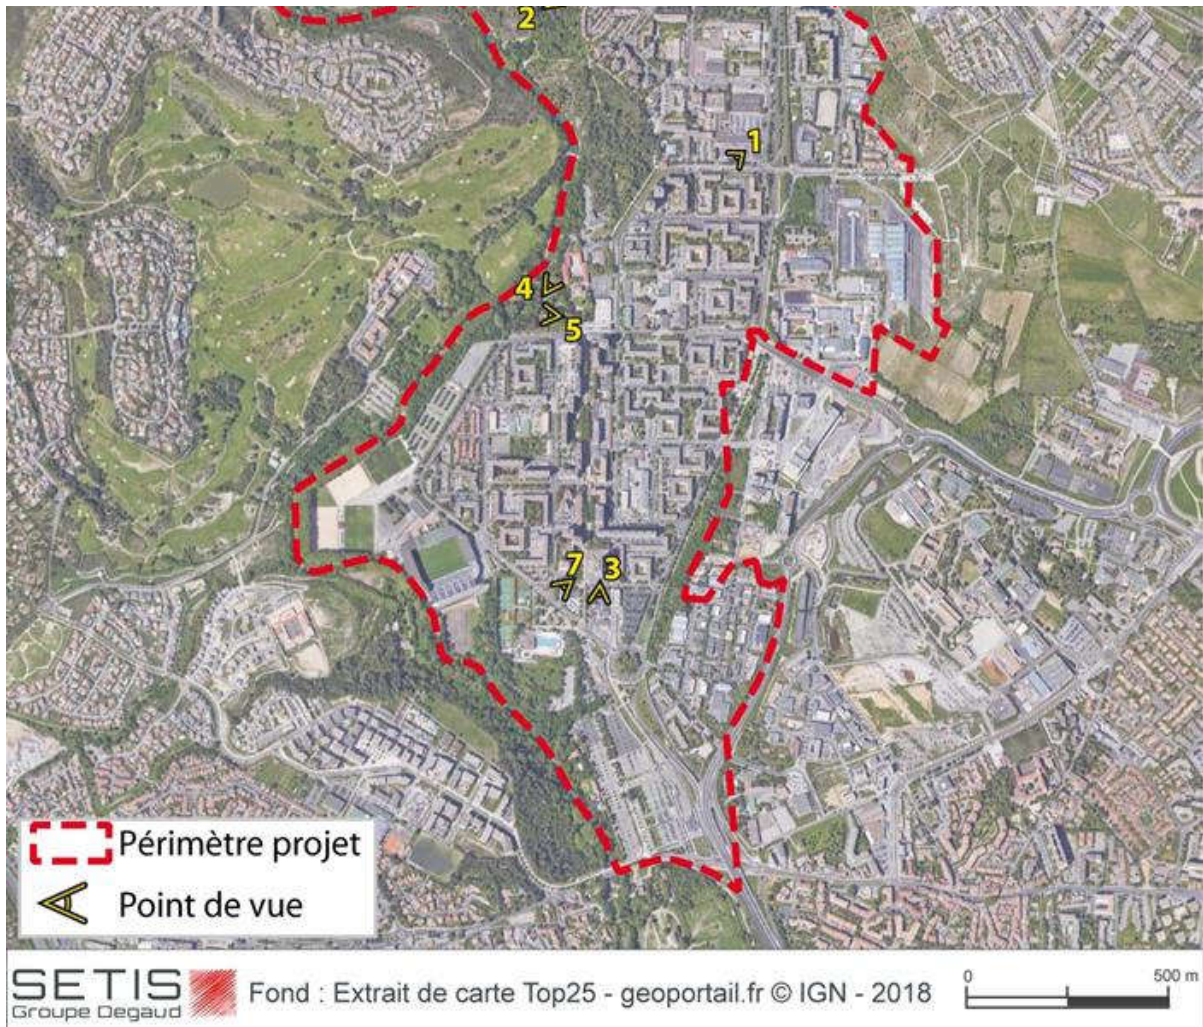 2
1
4
5
7 3
Périmètre projet
Point de vue
SETIS
Groupe Degaud
Fond : Extrait de carte Top25 - geoportail.fr © IGN - 2018
0 500 m